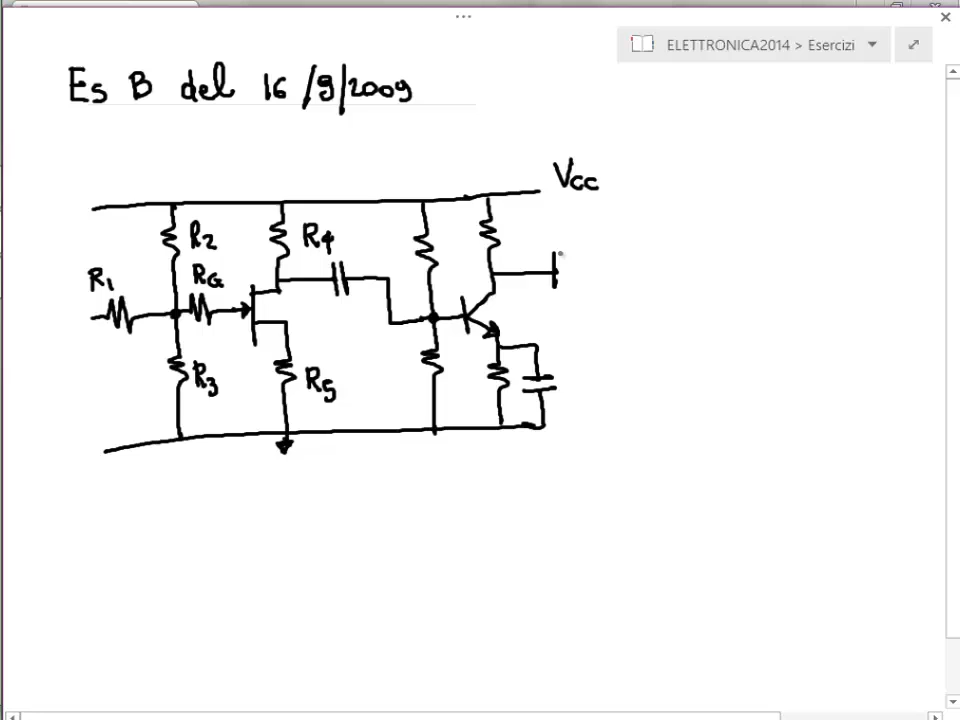 ELETTRONICA2014 > Esercizi
Es B del 16/9/2009
Vcc
R2
R4
R1
RG
R3
R5